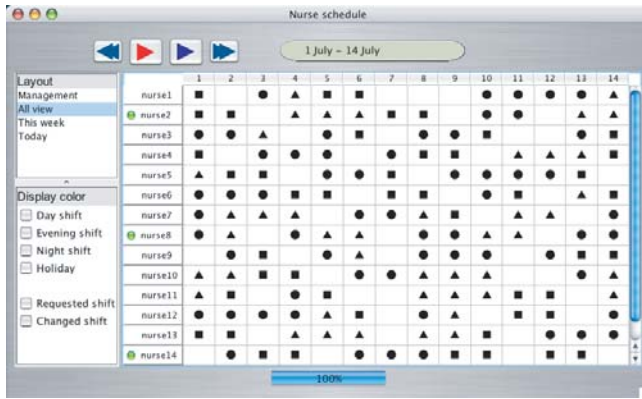 Nurse schedule
1 July – 14 July
Layout
Management
All view
This week
Today
Display color
Day shift
Evening shift
Night shift
Holiday
Requested shift
Changed shift
1 2 3 4 5 6 7 8 9 10 11 12 13 14
nurse1
nurse2
nurse3
nurse4
nurse5
nurse6
nurse7
nurse8
nurse9
nurse10
nurse11
nurse12
nurse13
nurse14
100%